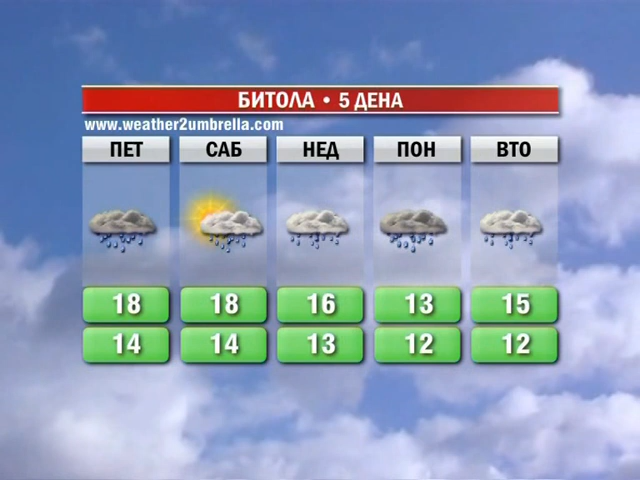 БИТОЛА • 5 ДЕНА
www.weather2umbrella.com
ПЕТ САБ НЕД ПОН ВТО
18 18 16 13 15
14 14 13 12 12